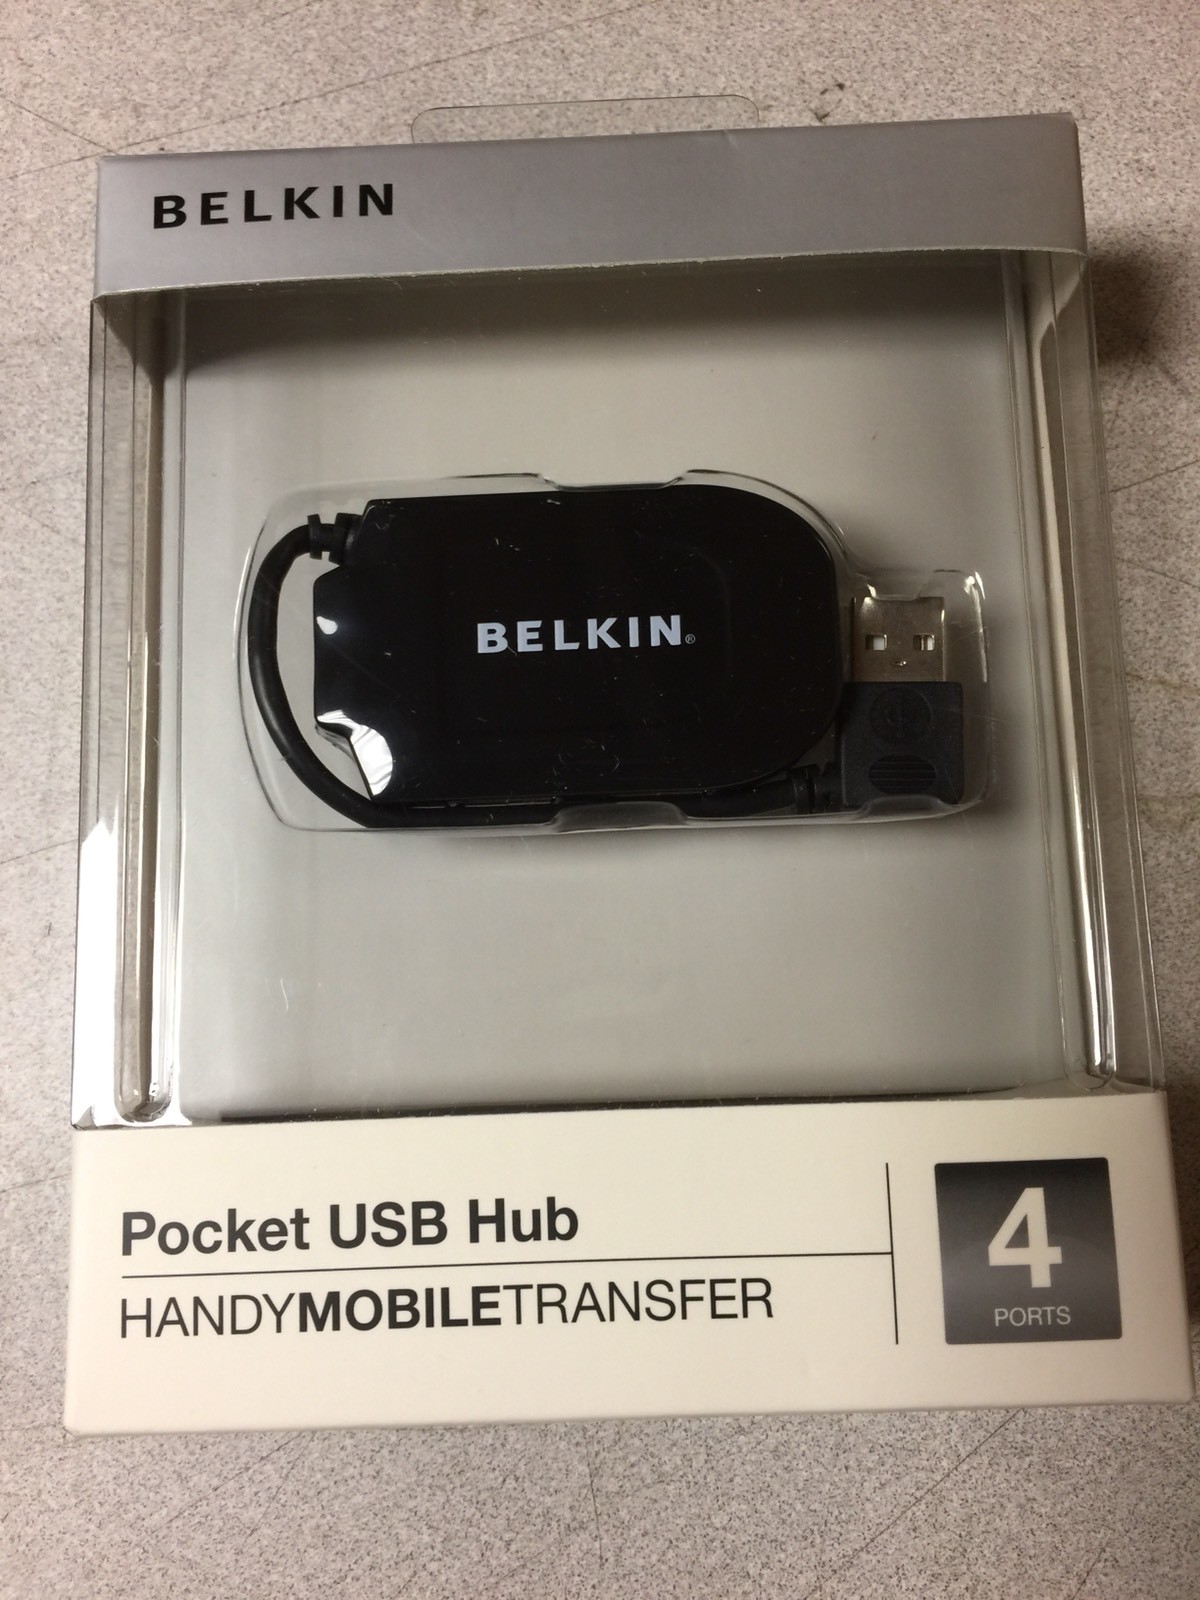 BELKIN
BELKIN®
Pocket USB Hub
HANDYMOBILETRANSFER
4
PORTS